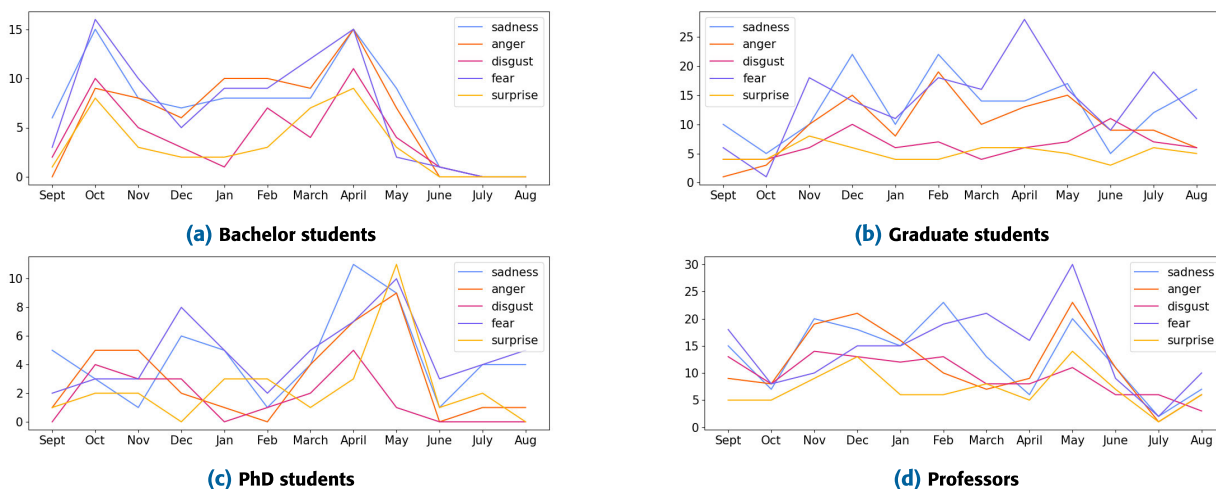 15
10
5
0
sadness
anger
disgust
fear
surprise
Sept Oct Nov Dec Jan Feb March April May June July Aug
(a) Bachelor students
25
20
15
10
5
0
sadness
anger
disgust
fear
surprise
Sept Oct Nov Dec Jan Feb March April May June July Aug
(b) Graduate students
10
8
6
4
2
0
sadness
anger
disgust
fear
surprise
Sept Oct Nov Dec Jan Feb March April May June July Aug
(c) PhD students
30
25
20
15
10
5
0
sadness
anger
disgust
fear
surprise
Sept Oct Nov Dec Jan Feb March April May June July Aug
(d) Professors